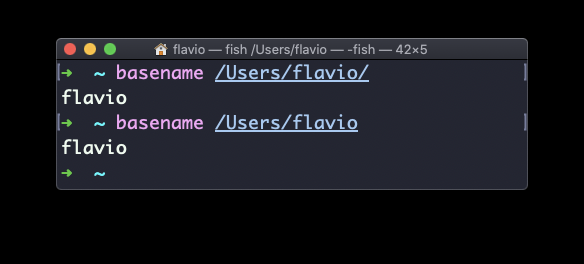 🏠 flavio — fish /Users/flavio — -fish — 42×5
➜ ~ basename /Users/flavio/
flavio
➜ ~ basename /Users/flavio
flavio
➜ ~